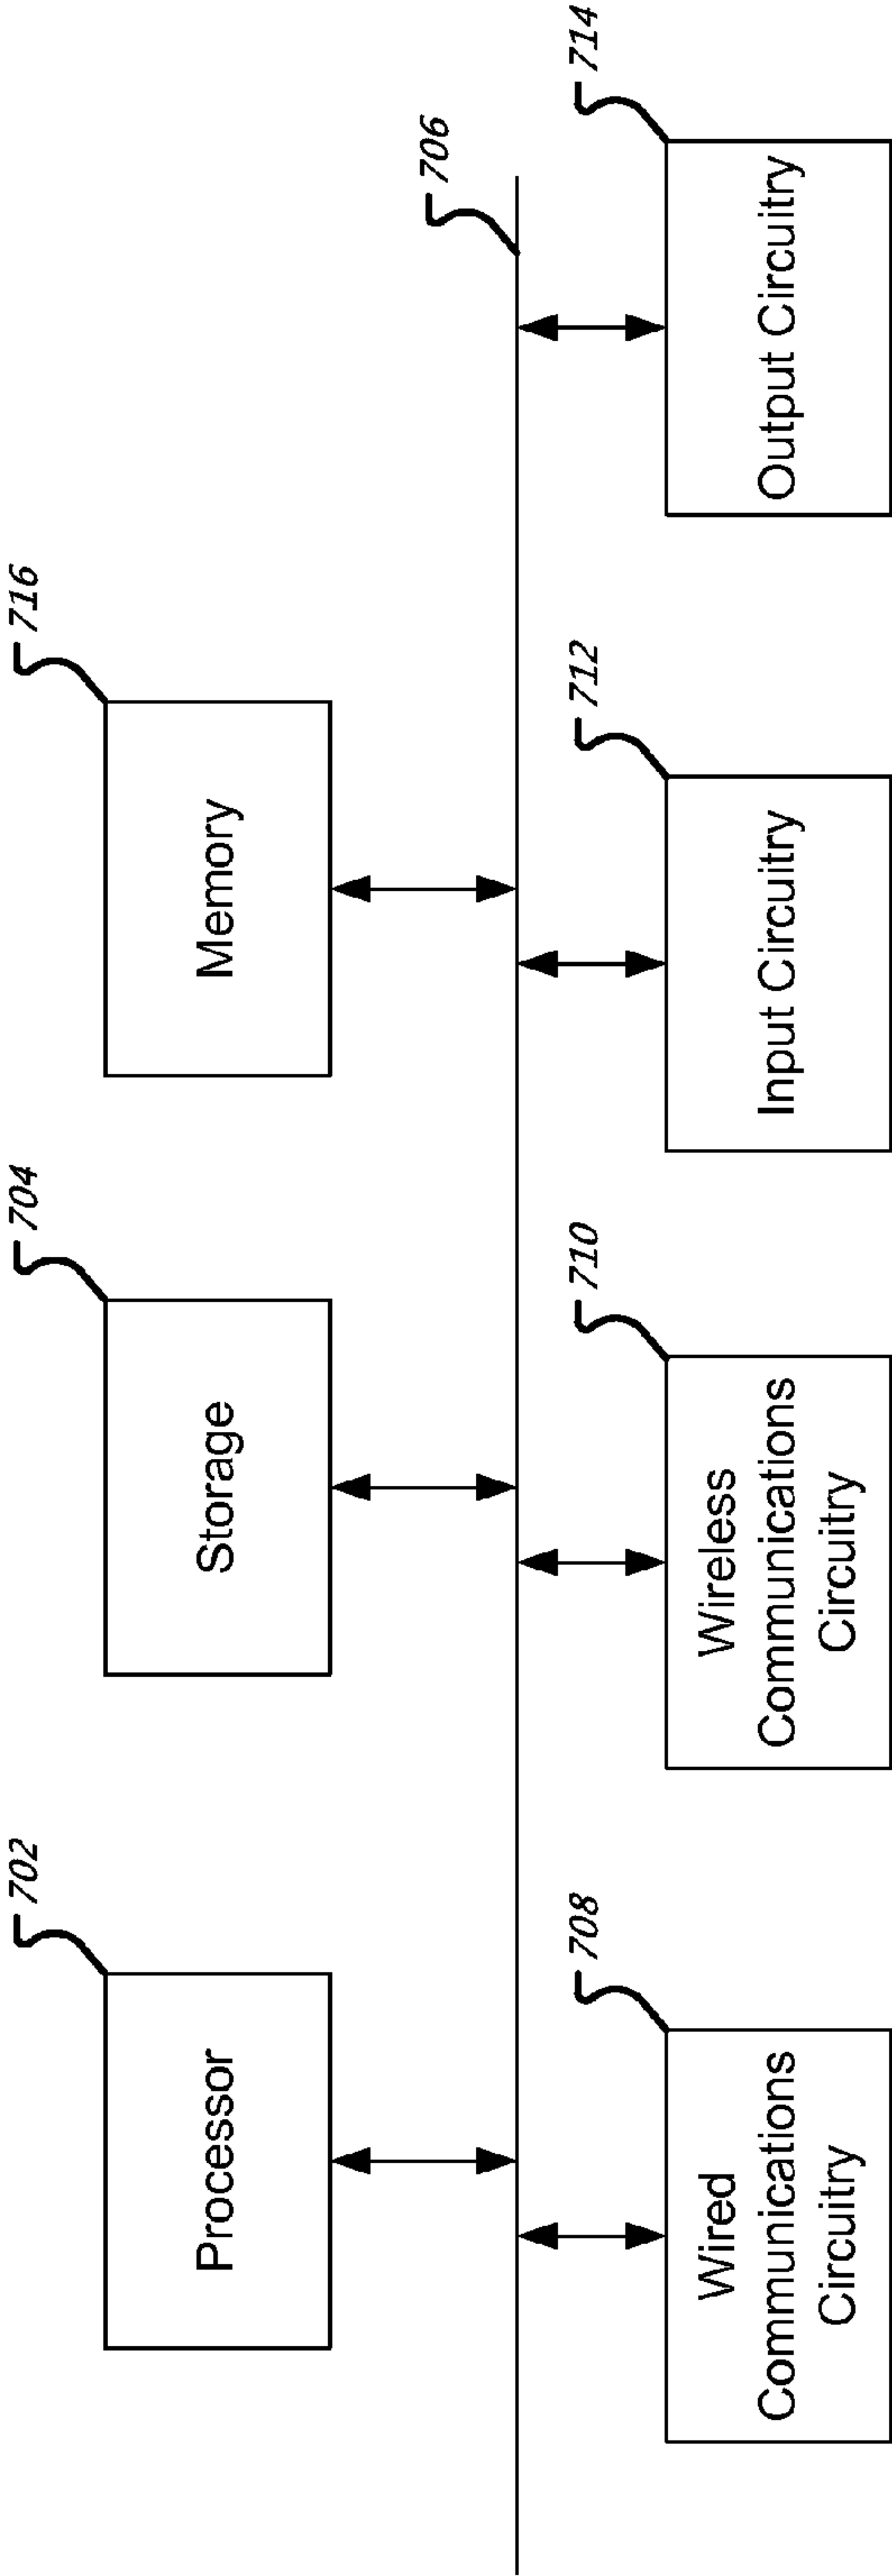 702
Processor
704
Storage
716
Memory
706
708
Wired
Communications
Circuitry
710
Wireless
Communications
Circuitry
712
Input Circuitry
714
Output Circuitry